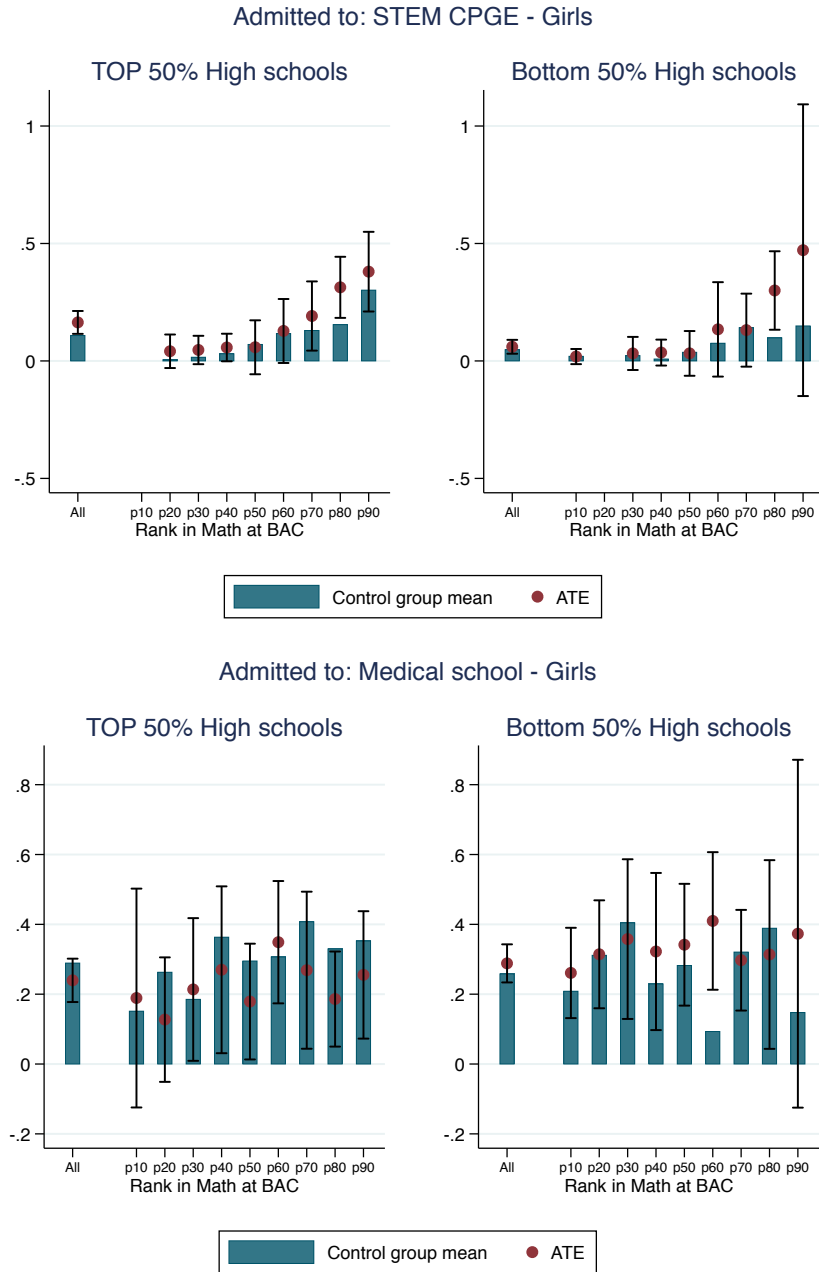 Admitted to: STEM CPGE - Girls
TOP 50% High schools
1
.5
0
-.5
All p10 p20 p30 p40 p50 p60 p70 p80 p90
Rank in Math at BAC
Bottom 50% High schools
1
.5
0
-.5
All p10 p20 p30 p40 p50 p60 p70 p80 p90
Rank in Math at BAC
Control group mean ATE
Admitted to: Medical school - Girls
TOP 50% High schools
.8
.6
.4
.2
0
-.2
All p10 p20 p30 p40 p50 p60 p70 p80 p90
Rank in Math at BAC
Bottom 50% High schools
.8
.6
.4
.2
0
-.2
All p10 p20 p30 p40 p50 p60 p70 p80 p90
Rank in Math at BAC
Control group mean ATE